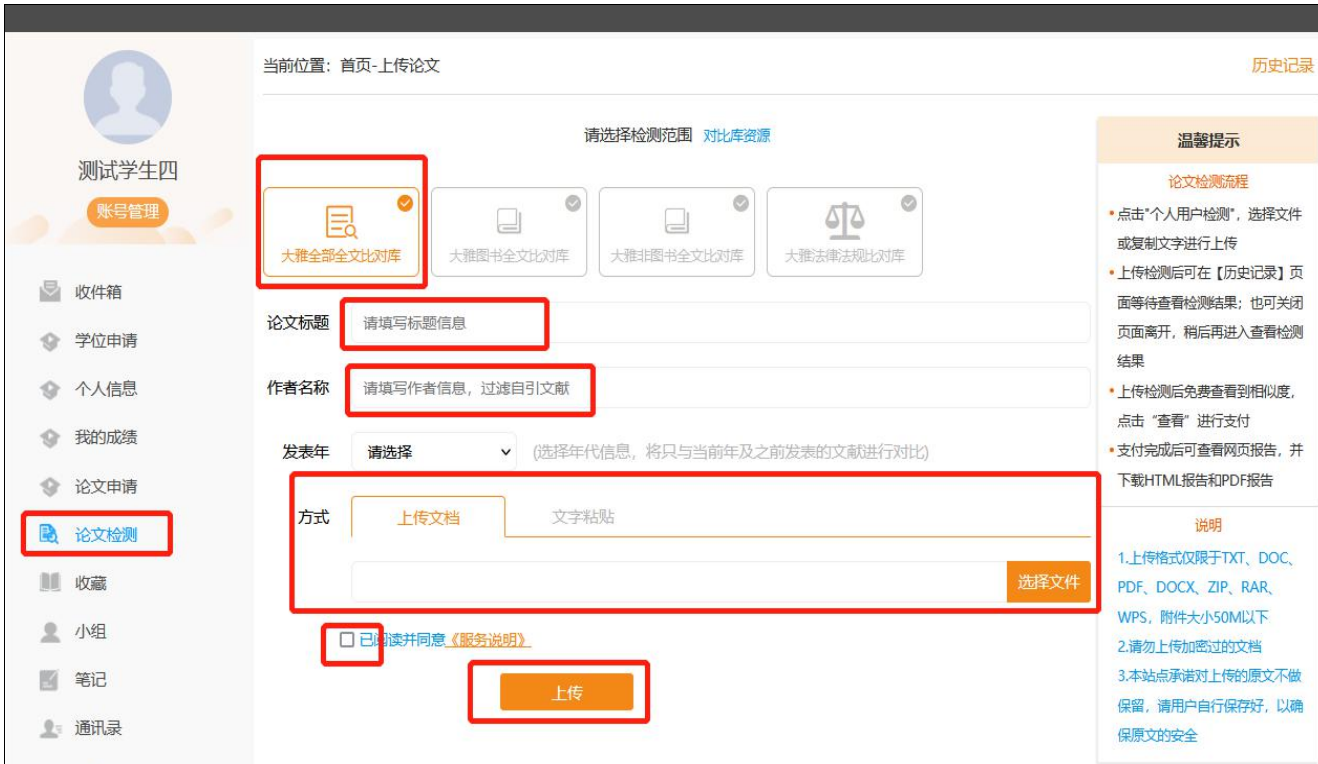 当前位置：首页-上传论文
历史记录
测试学生四
账号管理
收件箱
学位申请
个人信息
我的成绩
论文申请
论文检测
收藏
小组
笔记
通讯录
请选择检测范围 对比库资源
大雅全部全文比对库
大雅图书全文比对库
大雅非图书全文比对库
大雅法律法规比对库
论文标题 请填写标题信息
作者名称 请填写作者信息，过滤自引文献
发表年 请选择 (选择年代信息，将只与当前年及之前发表的文献进行对比)
方式 上传文档 文字粘贴
选择文件
已阅读并同意《服务说明》
上传
温馨提示
论文检测流程
•点击"个人用户检测"，选择文件
或复制文字进行上传
•上传检测后可在【历史记录】页
面等待查看检测结果；也可关闭
页面离开，稍后再进入查看检测
结果
•上传检测后免费查看到相似度，
点击“查看”进行支付
•支付完成后可查看网页报告，并
下载HTML报告和PDF报告
说明
1.上传格式仅限于TXT、DOC、
PDF、DOCX、ZIP、RAR、
WPS，附件大小50M以下
2.请勿上传加密过的文档
3.本站点承诺对上传的原文不做
保留，请用户自行保存好，以确
保原文的安全